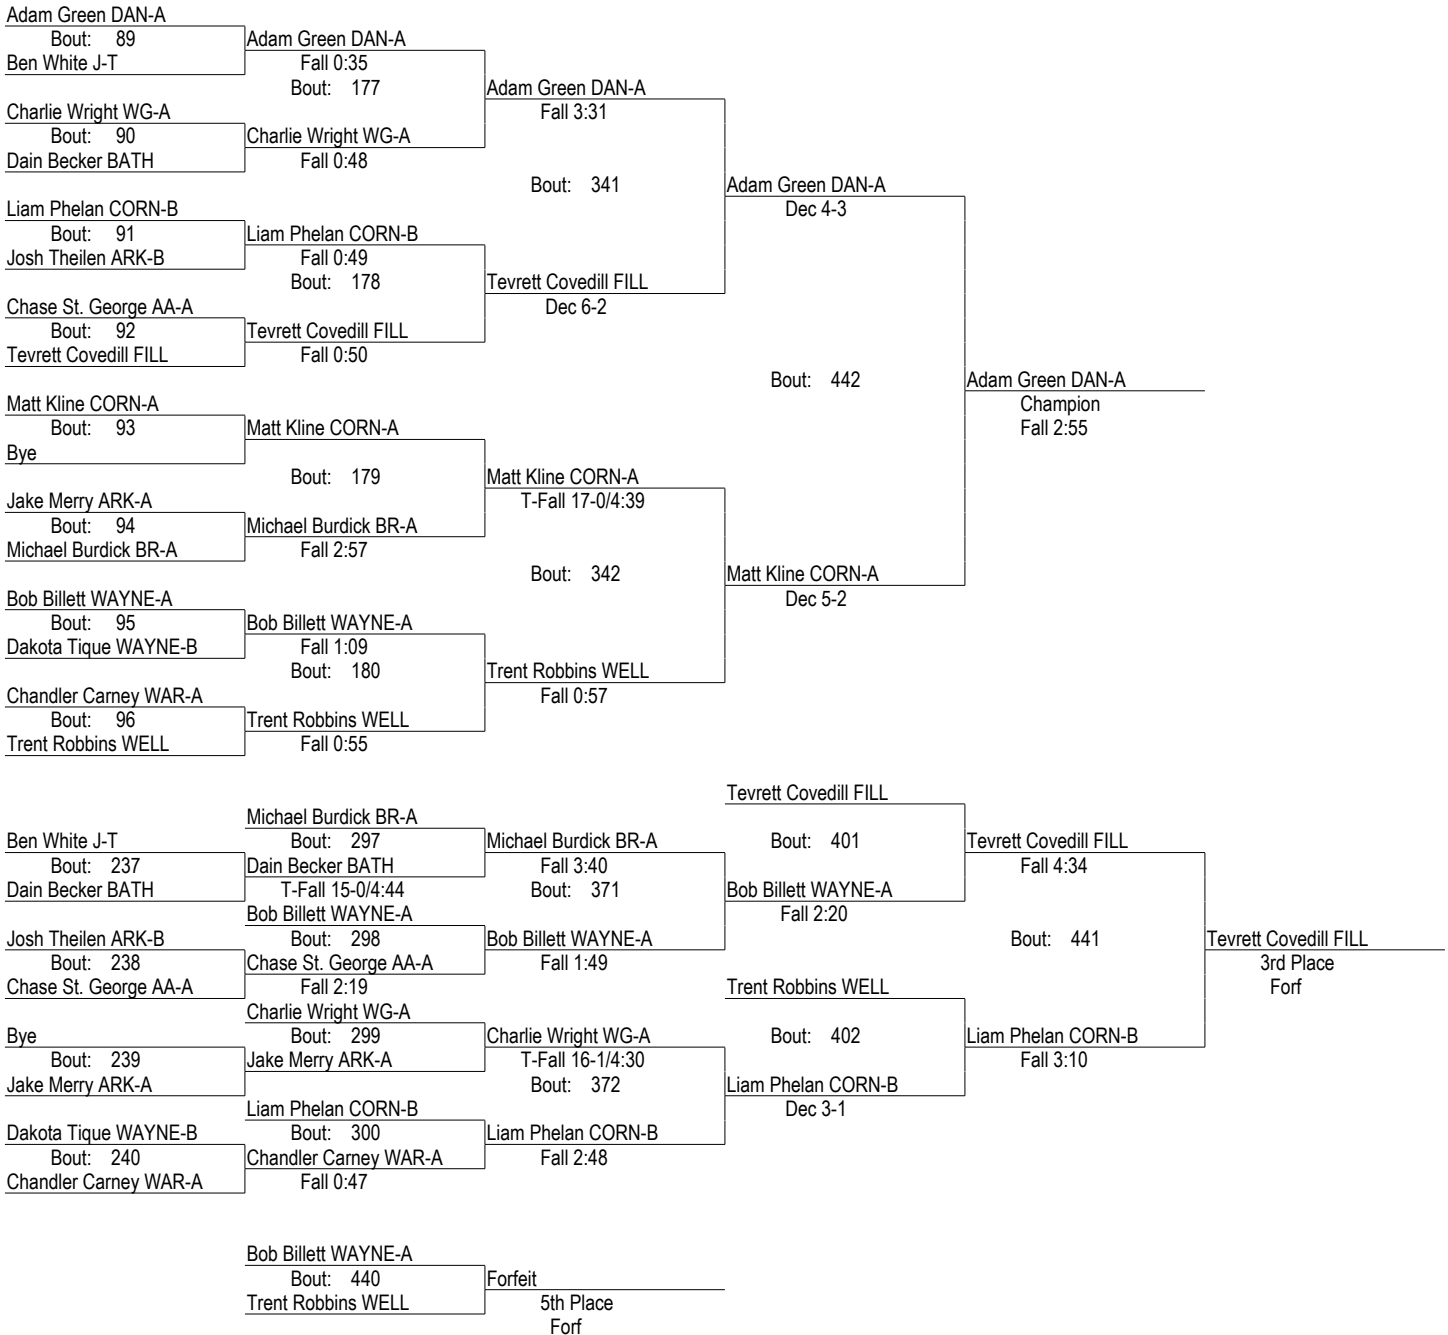 Adam Green DAN-A
Bout: 89
Adam Green DAN-A
Ben White J-T
Fall 0:35
Bout: 177
Adam Green DAN-A
Charlie Wright WG-A
Fall 3:31
Bout: 90
Charlie Wright WG-A
Dain Becker BATH
Fall 0:48
Bout: 341
Adam Green DAN-A
Liam Phelan CORN-B
Dec 4-3
Bout: 91
Liam Phelan CORN-B
Josh Theilen ARK-B
Fall 0:49
Bout: 178
Tevrett Covedill FILL
Chase St. George AA-A
Dec 6-2
Bout: 92
Tevrett Covedill FILL
Tevrett Covedill FILL
Fall 0:50
Bout: 442
Adam Green DAN-A
Matt Kline CORN-A
Champion
Bout: 93
Matt Kline CORN-A
Fall 2:55
Bye
Bout: 179
Matt Kline CORN-A
Jake Merry ARK-A
T-Fall 17-0/4:39
Bout: 94
Michael Burdick BR-A
Michael Burdick BR-A
Fall 2:57
Bout: 342
Matt Kline CORN-A
Bob Billett WAYNE-A
Dec 5-2
Bout: 95
Bob Billett WAYNE-A
Dakota Tique WAYNE-B
Fall 1:09
Bout: 180
Trent Robbins WELL
Chandler Carney WAR-A
Fall 0:57
Bout: 96
Trent Robbins WELL
Trent Robbins WELL
Fall 0:55
Tevrett Covedill FILL
Michael Burdick BR-A
Ben White J-T
Bout: 297
Michael Burdick BR-A
Bout: 401
Tevrett Covedill FILL
Bout: 237
Dain Becker BATH
Fall 3:40
Fall 4:34
Dain Becker BATH
T-Fall 15-0/4:44
Bout: 371
Bob Billett WAYNE-A
Bob Billett WAYNE-A
Fall 2:20
Josh Theilen ARK-B
Bout: 298
Bob Billett WAYNE-A
Bout: 441
Tevrett Covedill FILL
Bout: 238
Chase St. George AA-A
Fall 1:49
3rd Place
Chase St. George AA-A
Fall 2:19
Trent Robbins WELL
Forf
Charlie Wright WG-A
Bye
Bout: 299
Charlie Wright WG-A
Bout: 402
Liam Phelan CORN-B
Bout: 239
Jake Merry ARK-A
T-Fall 16-1/4:30
Fall 3:10
Jake Merry ARK-A
Bout: 372
Liam Phelan CORN-B
Liam Phelan CORN-B
Dec 3-1
Dakota Tique WAYNE-B
Bout: 300
Liam Phelan CORN-B
Bout: 240
Chandler Carney WAR-A
Fall 2:48
Chandler Carney WAR-A
Fall 0:47
Bob Billett WAYNE-A
Bout: 440
Forfeit
Trent Robbins WELL
5th Place
Forf